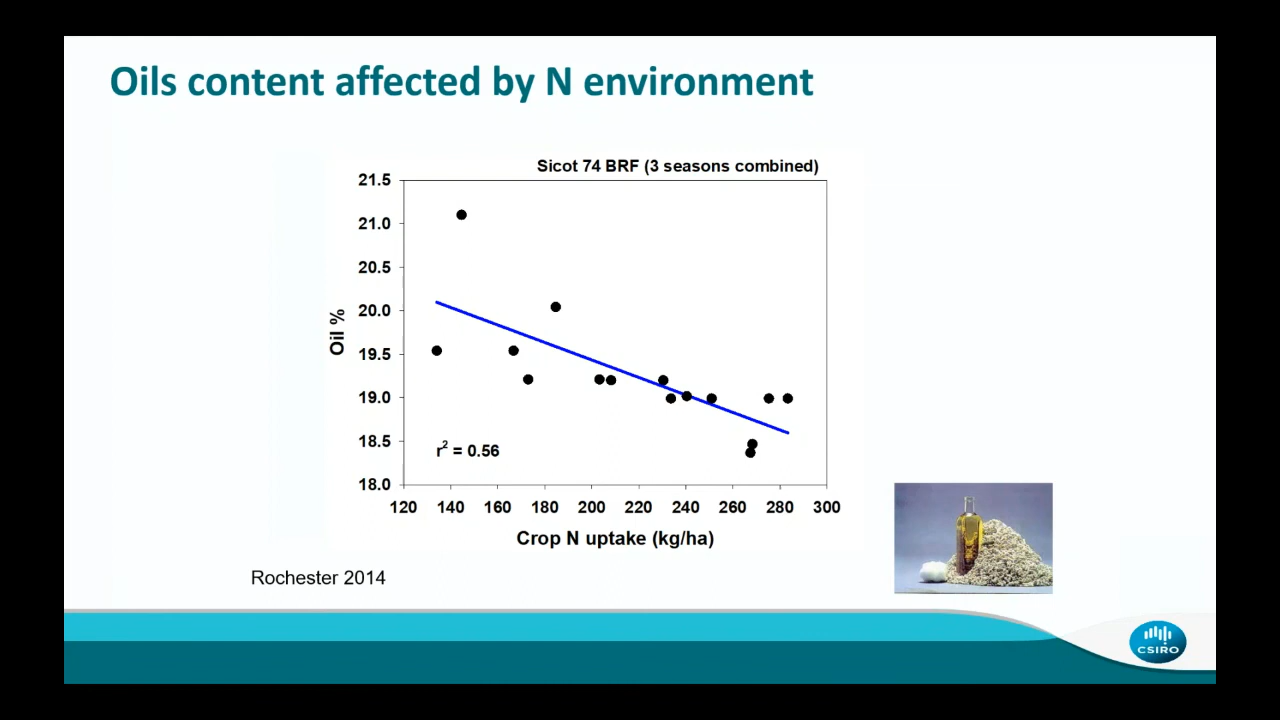 Oils content affected by N environment
Sicot 74 BRF (3 seasons combined)
21.5
21.0
20.5
20.0
19.5
19.0
18.5
18.0
Oil %
r² = 0.56
120 140 160 180 200 220 240 260 280 300
Crop N uptake (kg/ha)
Rochester 2014
CSIRO